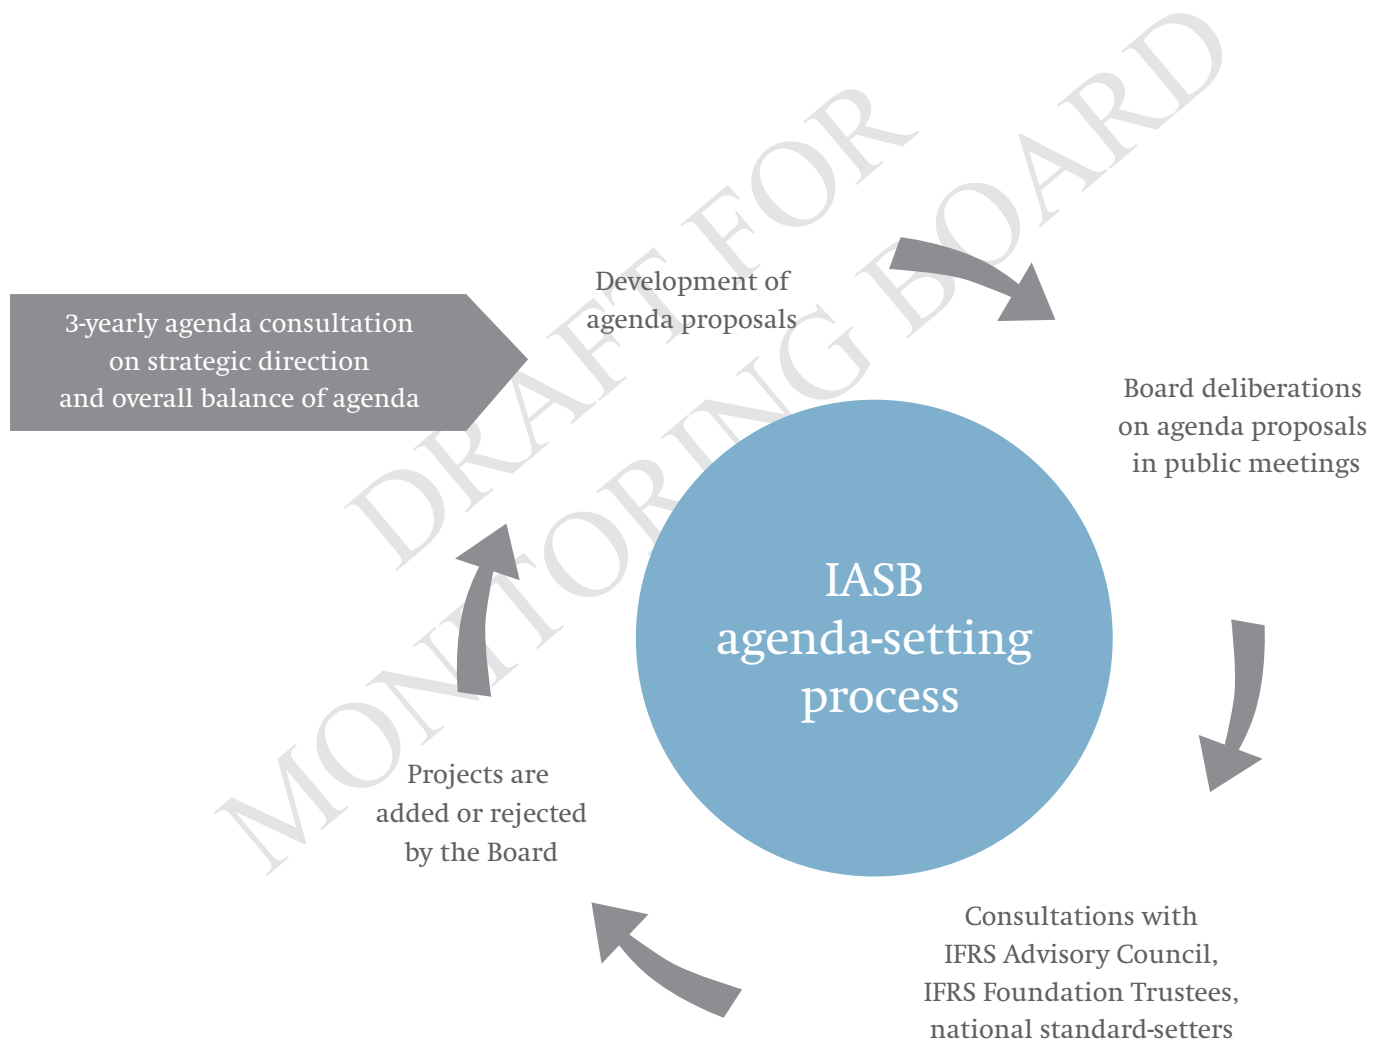 DRAFT FOR
MONITORING BOARD
3-yearly agenda consultation
on strategic direction
and overall balance of agenda
Development of
agenda proposals
Board deliberations
on agenda proposals
in public meetings
IASB
agenda-setting
process
Projects are
added or rejected
by the Board
Consultations with
IFRS Advisory Council,
IFRS Foundation Trustees,
national standard-setters